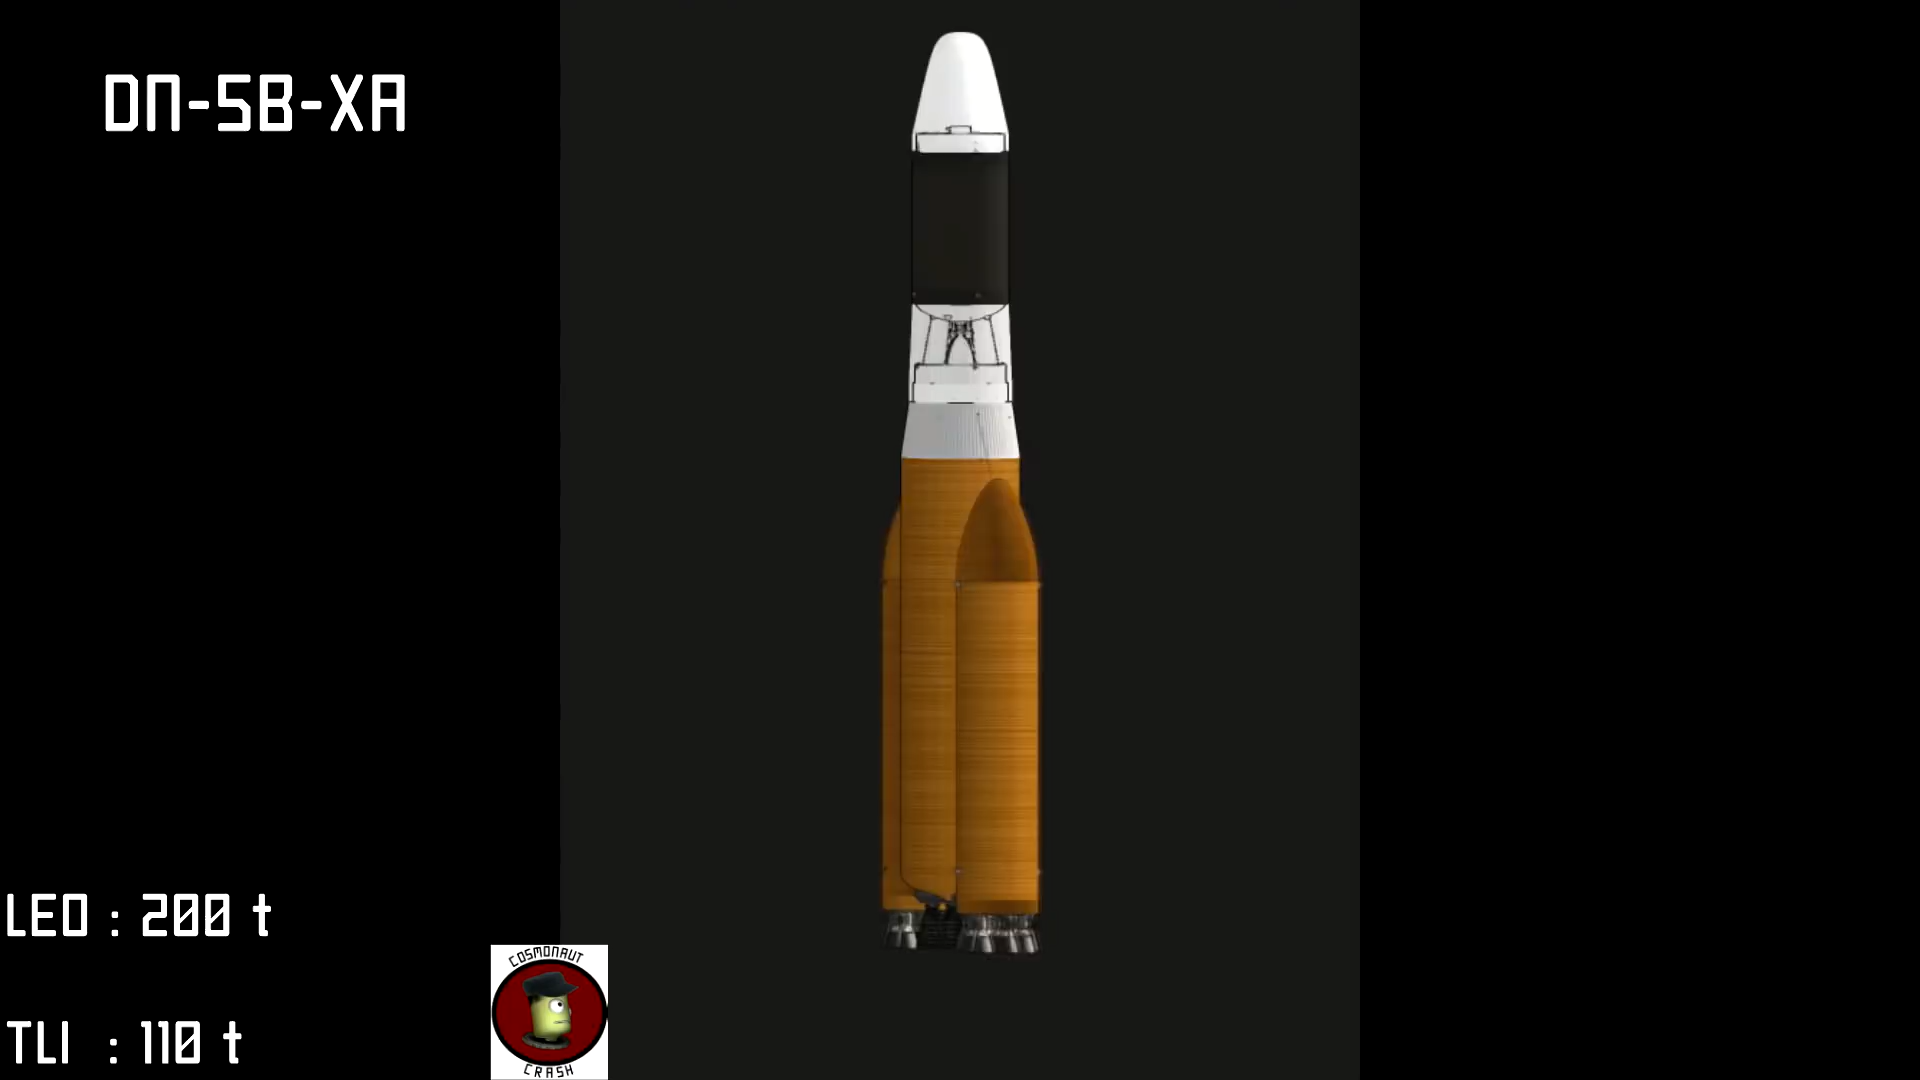 DN-5B-XA
LEO : 200 t
TLI : 110 t
COSMONAUT
CRASH